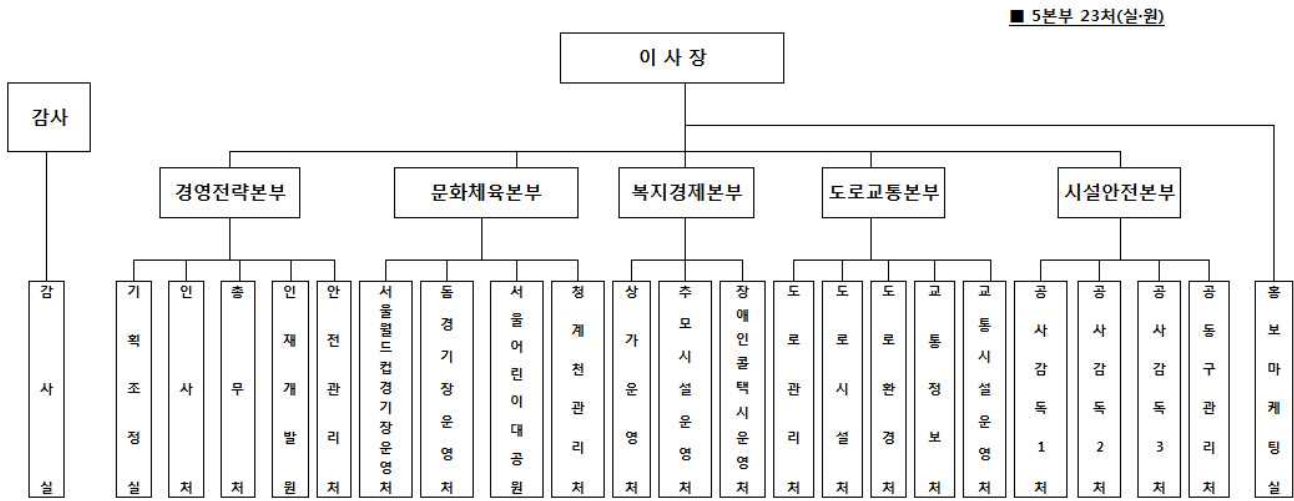 ■ 5본부 23처(실·원)
이 사 장
감사
경영전략본부
문화체육본부
복지경제본부
도로교통본부
시설안전본부
감사실
기획조정실
인사처
총무처
인재개발원
안전관리처
서울월드컵경기장운영처
돔경기장운영처
서울어린이대공원
청계천관리처
상가운영처
추모시설운영처
장애인콜택시운영처
도로관리처
도로시설처
도로환경처
교통정보처
교통시설운영처
공사감독1처
공사감독2처
공사감독3처
공동구관리처
홍보마케팅실